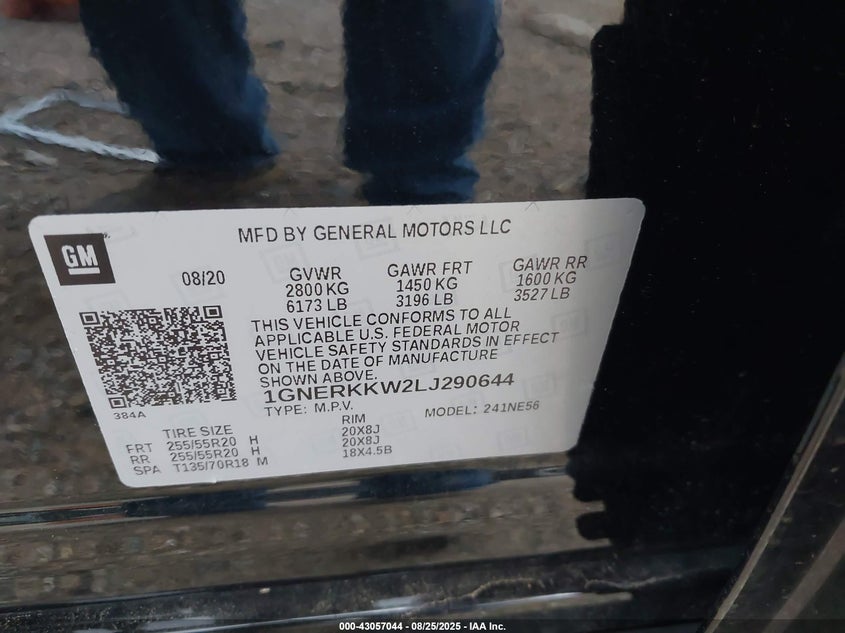 GM
MFD BY GENERAL MOTORS LLC
08/20
GVWR
2800 KG
6173 LB
GAWR FRT
1450 KG
3196 LB
GAWR RR
1600 KG
3527 LB
THIS VEHICLE CONFORMS TO ALL
APPLICABLE U.S. FEDERAL MOTOR
VEHICLE SAFETY STANDARDS IN EFFECT
ON THE DATE OF MANUFACTURE
SHOWN ABOVE.
1GNERKKW2LJ290644
TYPE: M.P.V.
MODEL: 241NE56
384A
TIRE SIZE RIM
FRT 255/55R20 H 20X8J
RR 255/55R20 H 20X8J
SPA T135/70R18 M 18X4.5B
000-43057044 - 08/25/2025 - IAA Inc.